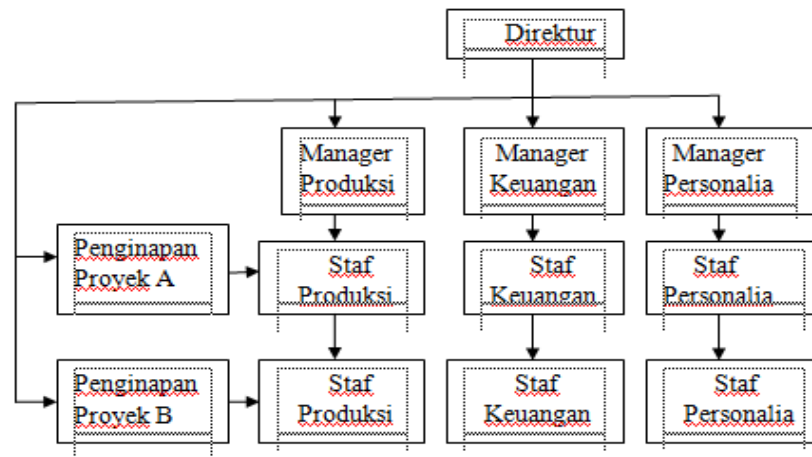 Direktur
Manager
Produksi
Manager
Keuangan
Manager
Personalia
Penginapan
Proyek A
Staf
Produksi
Staf
Keuangan
Staf
Personalia
Penginapan
Proyek B
Staf
Produksi
Staf
Keuangan
Staf
Personalia